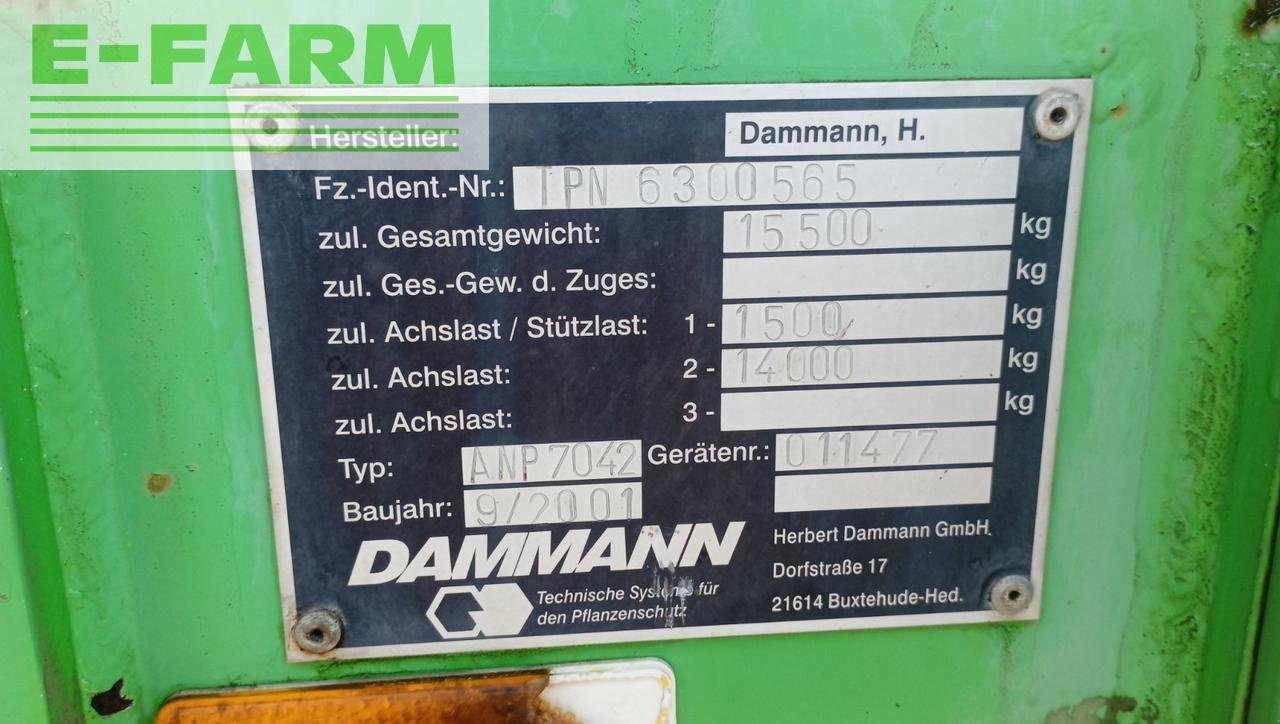 E-FARM
Hersteller: Dammann, H.
Fz.-Ident.-Nr.: TPN 6300565
zul. Gesamtgewicht: 15500 kg
zul. Ges.-Gew. d. Zuges: kg
zul. Achslast / Stützlast: 1 - 1500 kg
zul. Achslast: 2 - 14000 kg
zul. Achslast: 3 - kg
Typ: ANP 7042 Gerätenr.: 011477
Baujahr: 9/2001
DAMMANN
Technische Systeme für
den Pflanzenschutz
Herbert Dammann GmbH.
Dorfstraße 17
21614 Buxtehude-Hed.